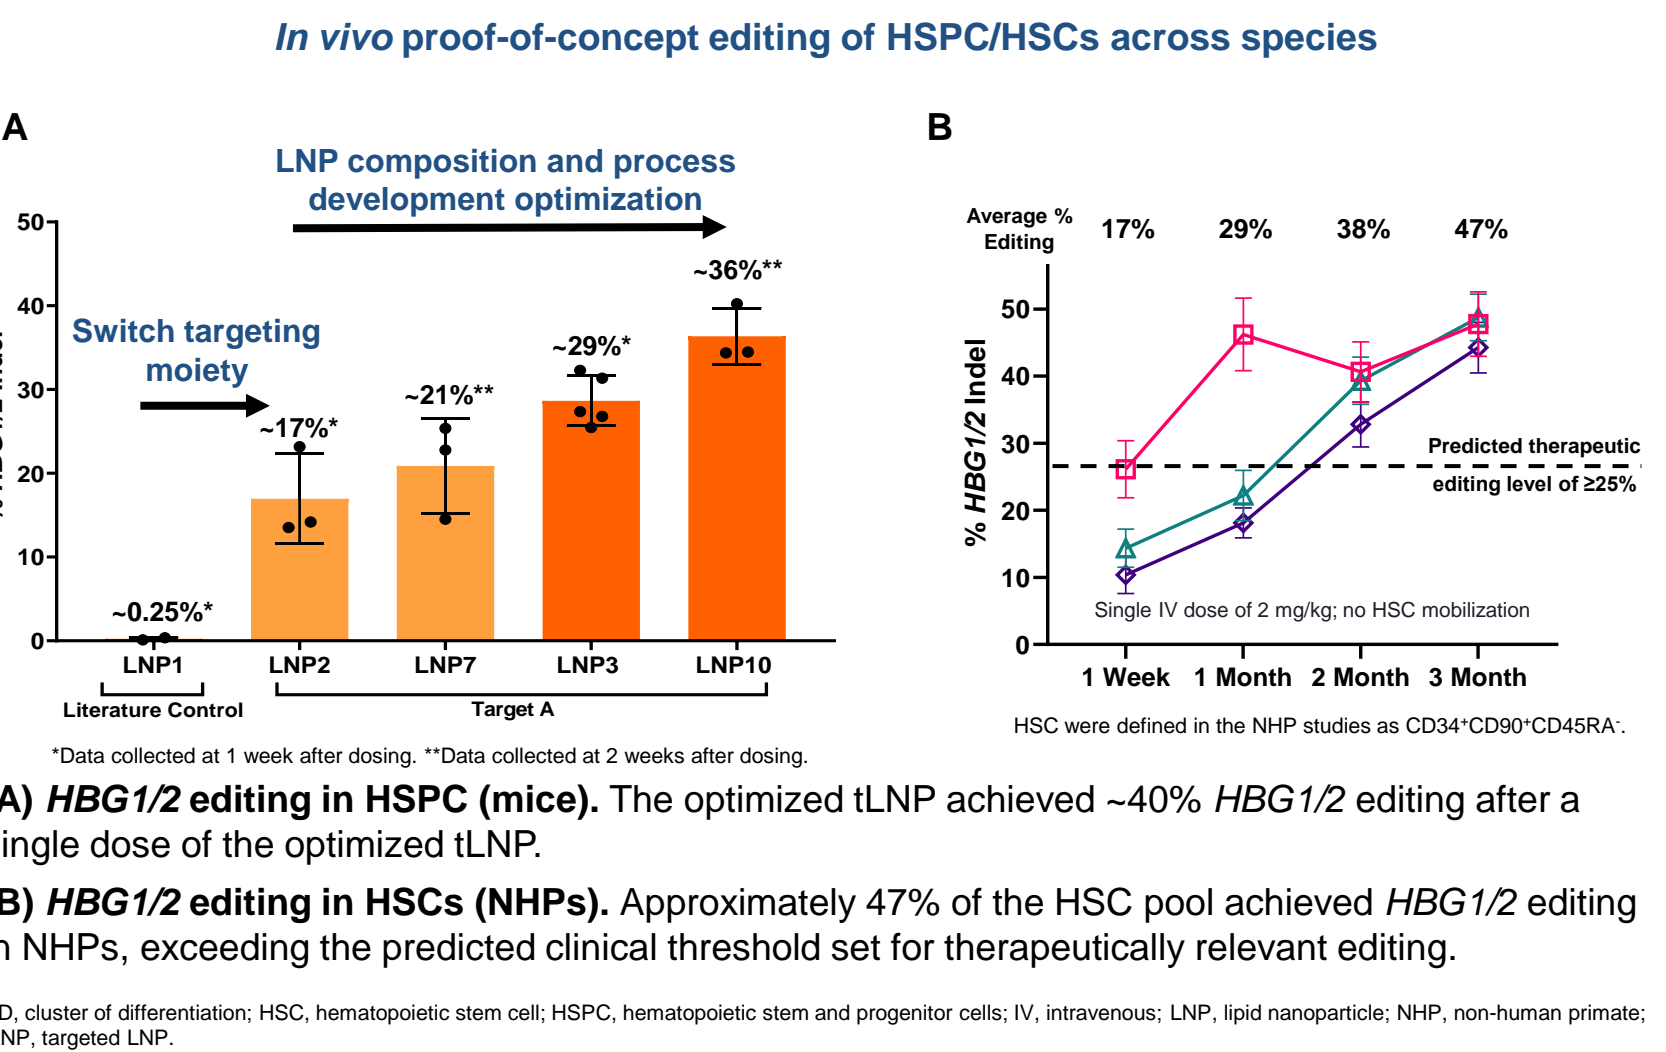 In vivo proof-of-concept editing of HSPC/HSCs across species
A
LNP composition and process
development optimization
Switch targeting
moiety
50
40
30
20
10
0
~0.25%*
~17%*
~21%**
~29%*
~36%**
LNP1 LNP2 LNP7 LNP3 LNP10
Literature Control Target A
*Data collected at 1 week after dosing. **Data collected at 2 weeks after dosing.
B
Average %
Editing
17% 29% 38% 47%
% HBG1/2 Indel
50
40
30
20
10
0
Predicted therapeutic
editing level of ≥25%
Single IV dose of 2 mg/kg; no HSC mobilization
1 Week 1 Month 2 Month 3 Month
HSC were defined in the NHP studies as CD34⁺CD90⁺CD45RA⁻.
A) HBG1/2 editing in HSPC (mice). The optimized tLNP achieved ~40% HBG1/2 editing after a
ingle dose of the optimized tLNP.
B) HBG1/2 editing in HSCs (NHPs). Approximately 47% of the HSC pool achieved HBG1/2 editing
n NHPs, exceeding the predicted clinical threshold set for therapeutically relevant editing.
D, cluster of differentiation; HSC, hematopoietic stem cell; HSPC, hematopoietic stem and progenitor cells; IV, intravenous; LNP, lipid nanoparticle; NHP, non-human primate;
NP, targeted LNP.